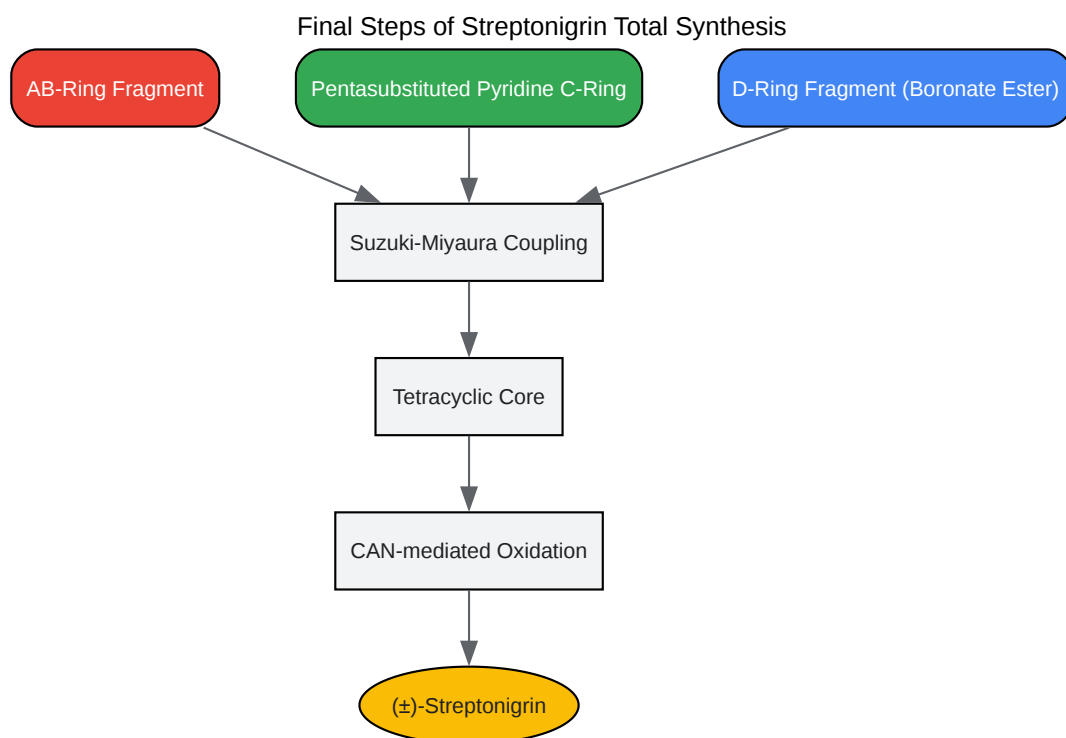 Final Steps of Streptonigrin Total Synthesis
AB-Ring Fragment
Pentasubstituted Pyridine C-Ring
D-Ring Fragment (Boronate Ester)
Suzuki-Miyaura Coupling
Tetracyclic Core
CAN-mediated Oxidation
(±)-Streptonigrin